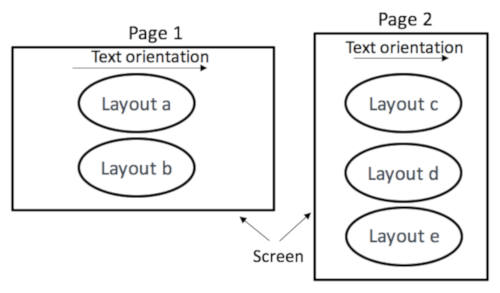 Page 1
Text orientation
Layout a
Layout b
Page 2
Text orientation
Layout c
Layout d
Layout e
Screen